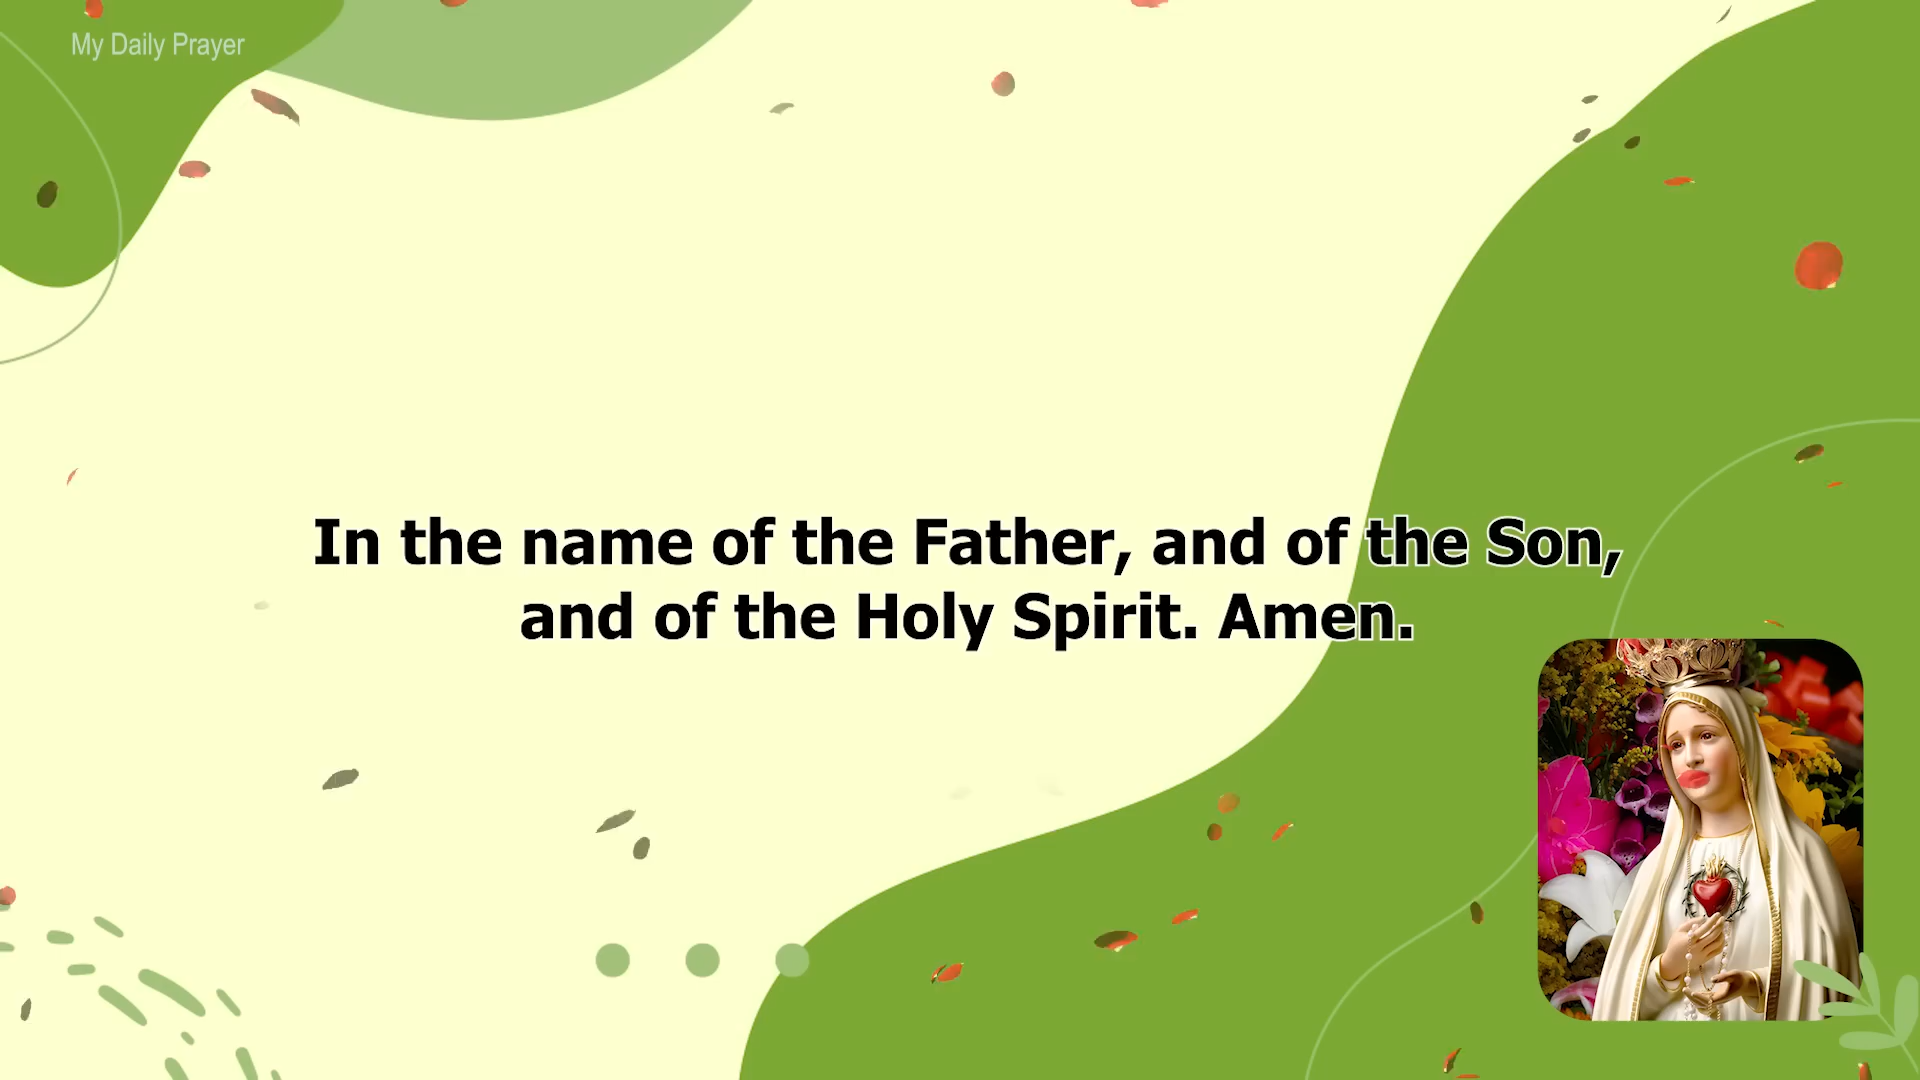 My Daily Prayer
In the name of the Father, and of the Son,
and of the Holy Spirit. Amen.